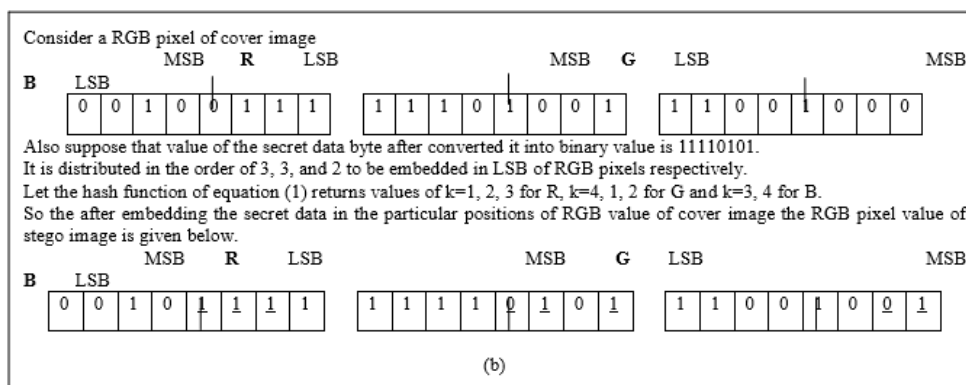 Consider a RGB pixel of cover image
MSB R LSB MSB G LSB MSB
B LSB
0 0 1 0 0 1 1 1 1 1 1 0 1 0 0 1 1 1 0 0 1 0 0 0
Also suppose that value of the secret data byte after converted it into binary value is 11110101.
It is distributed in the order of 3, 3, and 2 to be embedded in LSB of RGB pixels respectively.
Let the hash function of equation (1) returns values of k=1, 2, 3 for R, k=4, 1, 2 for G and k=3, 4 for B.
So the after embedding the secret data in the particular positions of RGB value of cover image the RGB pixel value of
stego image is given below.
MSB R LSB MSB G LSB MSB
B LSB
0 0 1 0 1 1 1 1 1 1 1 1 0 1 0 1 1 1 0 0 1 0 0 1
(b)